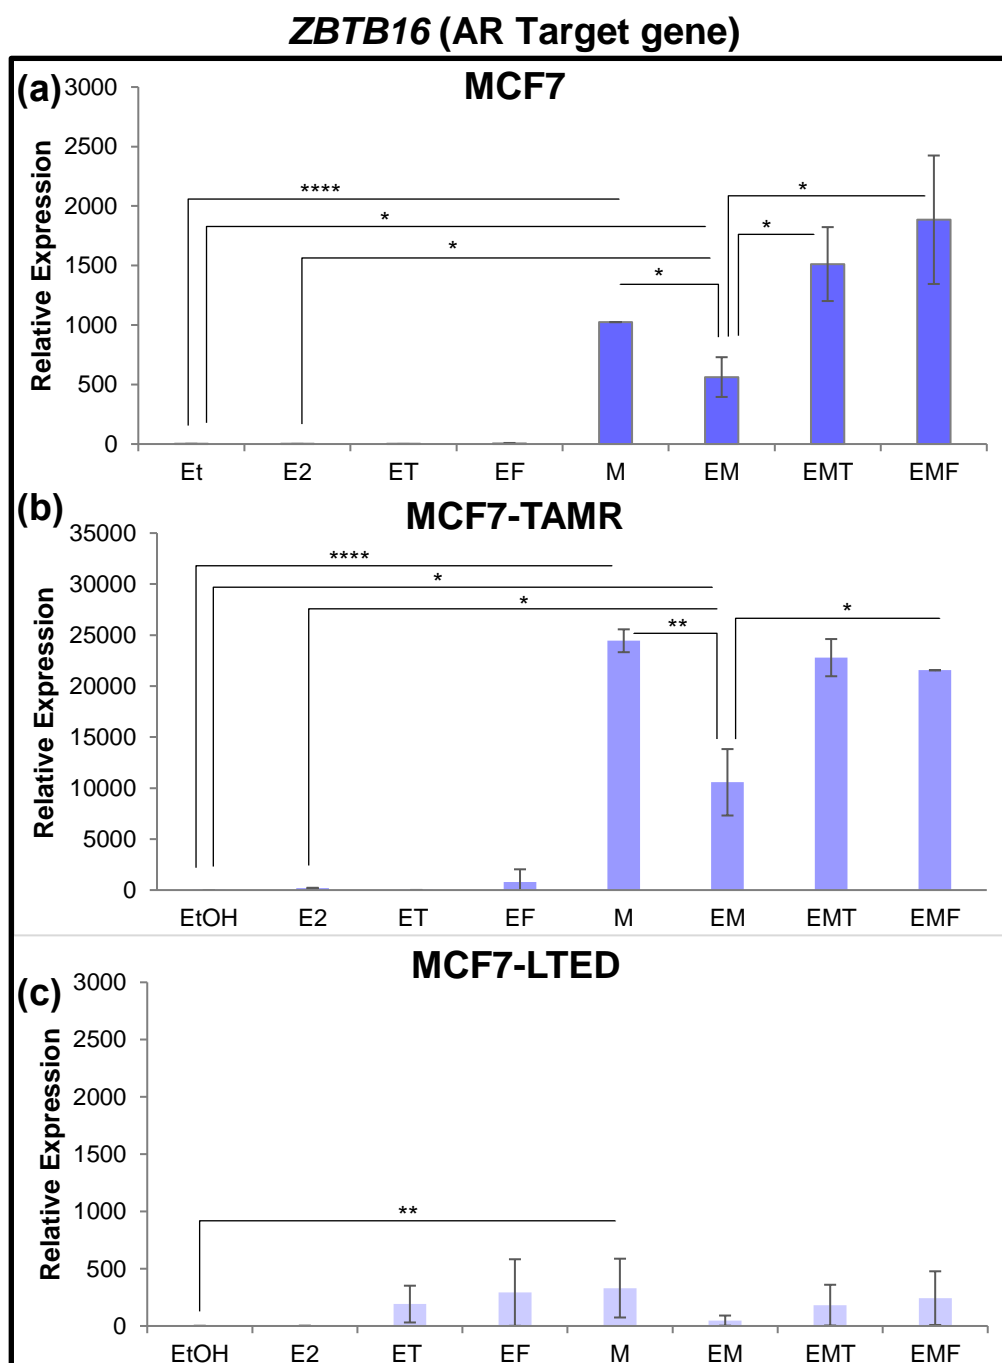 ZBTB16 (AR Target gene)
(a)
MCF7
Relative Expression
3000
2500
2000
1500
1000
500
0
****
*
*
*
*
*
Et E2 ET EF M EM EMT EMF
(b)
MCF7-TAMR
Relative Expression
35000
30000
25000
20000
15000
10000
5000
0
****
*
*
**
*
EtOH E2 ET EF M EM EMT EMF
(c)
MCF7-LTED
Relative Expression
3000
2500
2000
1500
1000
500
0
**
EtOH E2 ET EF M EM EMT EMF